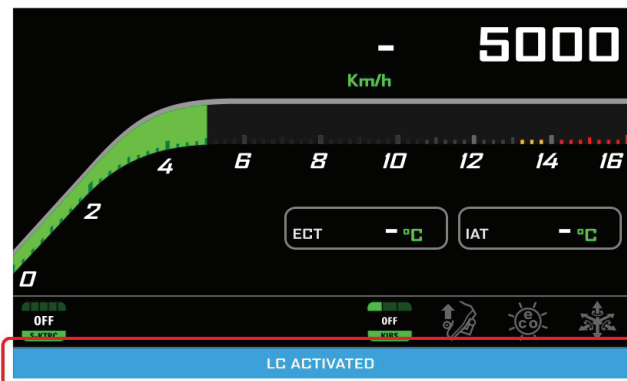 - 5000
Km/h
0 2 4 6 8 10 12 14 16
ECT - °C IAT - °C
OFF OFF eco
S-KTRC KIBS
LC ACTIVATED